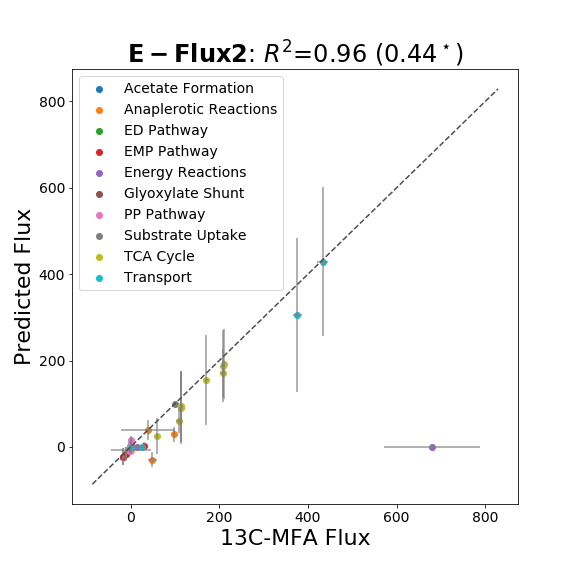 E−Flux2: R²=0.96 (0.44*)
Acetate Formation
Anaplerotic Reactions
ED Pathway
EMP Pathway
Energy Reactions
Glyoxylate Shunt
PP Pathway
Substrate Uptake
TCA Cycle
Transport
Predicted Flux
800
600
400
200
0
0 200 400 600 800
13C-MFA Flux